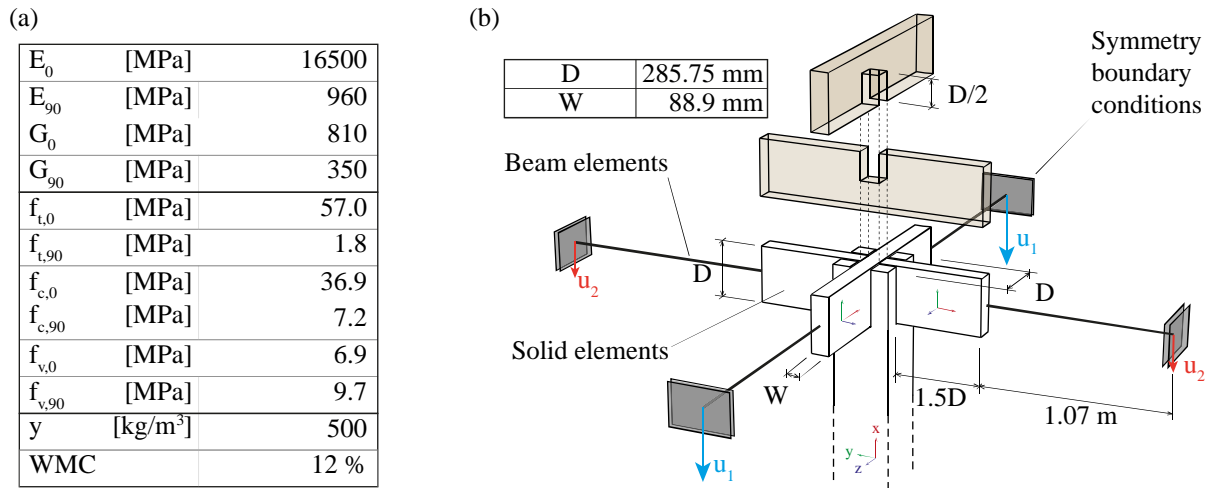 (a)
E0 [MPa] 16500
E90 [MPa] 960
G0 [MPa] 810
G90 [MPa] 350
ft,0 [MPa] 57.0
ft,90 [MPa] 1.8
fc,0 [MPa] 36.9
fc,90 [MPa] 7.2
fv,0 [MPa] 6.9
fv,90 [MPa] 9.7
y [kg/m³] 500
WMC 12 %
(b)
D 285.75 mm
W 88.9 mm
D/2
Symmetry
boundary
conditions
Beam elements
u1
u2
D
D
Solid elements
W
1.5D
1.07 m
u2
u1
x
y
z